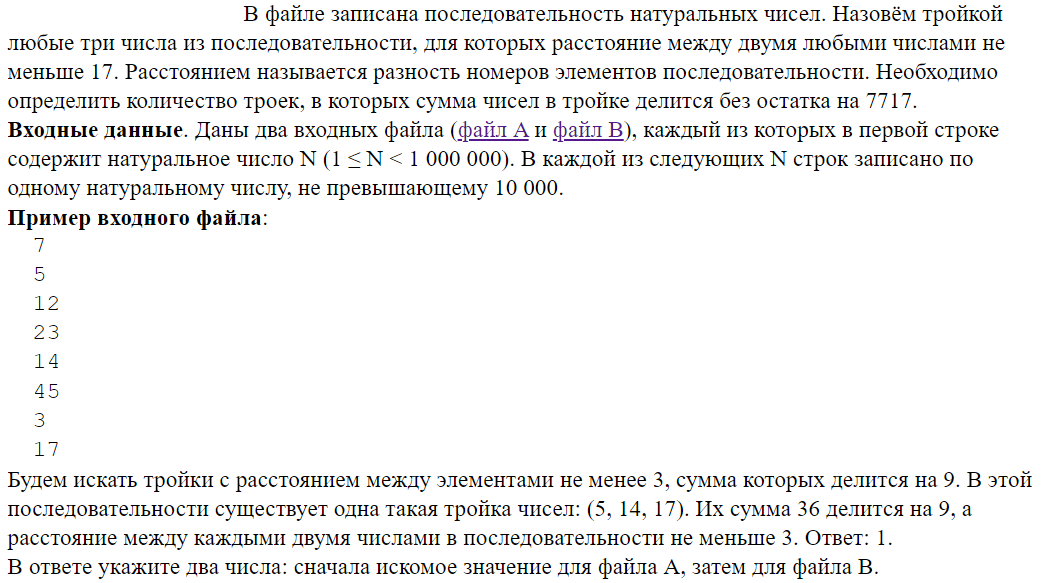 В файле записана последовательность натуральных чисел. Назовём тройкой
любые три числа из последовательности, для которых расстояние между двумя любыми числами не
меньше 17. Расстоянием называется разность номеров элементов последовательности. Необходимо
определить количество троек, в которых сумма чисел в тройке делится без остатка на 7717.
Входные данные. Даны два входных файла (файл A и файл B), каждый из которых в первой строке
содержит натуральное число N (1 ≤ N < 1 000 000). В каждой из следующих N строк записано по
одному натуральному числу, не превышающему 10 000.
Пример входного файла:
7
5
12
23
14
45
3
17
Будем искать тройки с расстоянием между элементами не менее 3, сумма которых делится на 9. В этой
последовательности существует одна такая тройка чисел: (5, 14, 17). Их сумма 36 делится на 9, а
расстояние между каждыми двумя числами в последовательности не меньше 3. Ответ: 1.
В ответе укажите два числа: сначала искомое значение для файла А, затем для файла В.